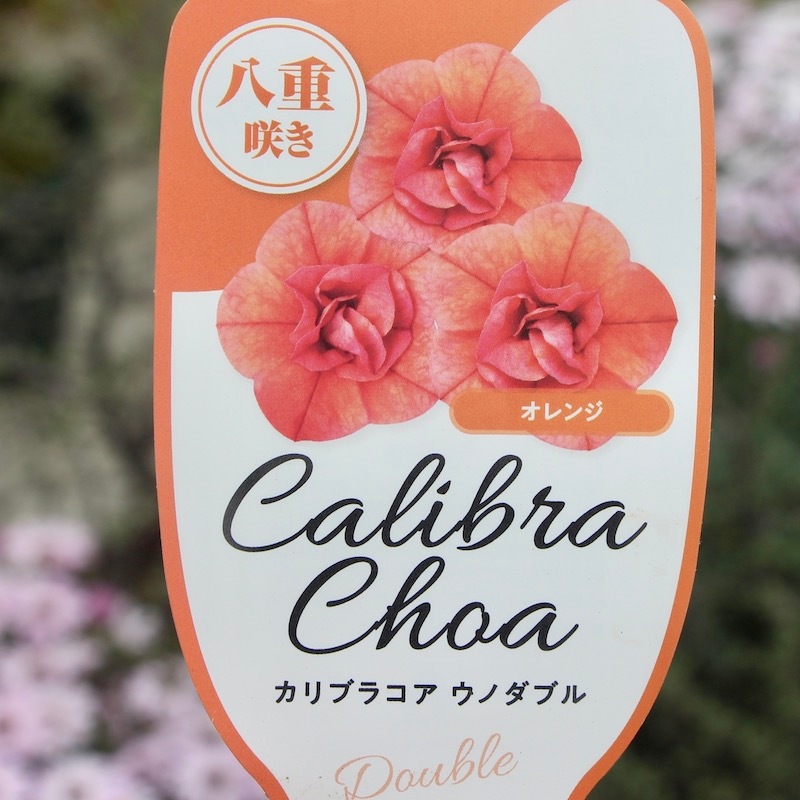 八重
咲き
オレンジ
Calibra
Choa
カリブラコア ウノダブル
Double